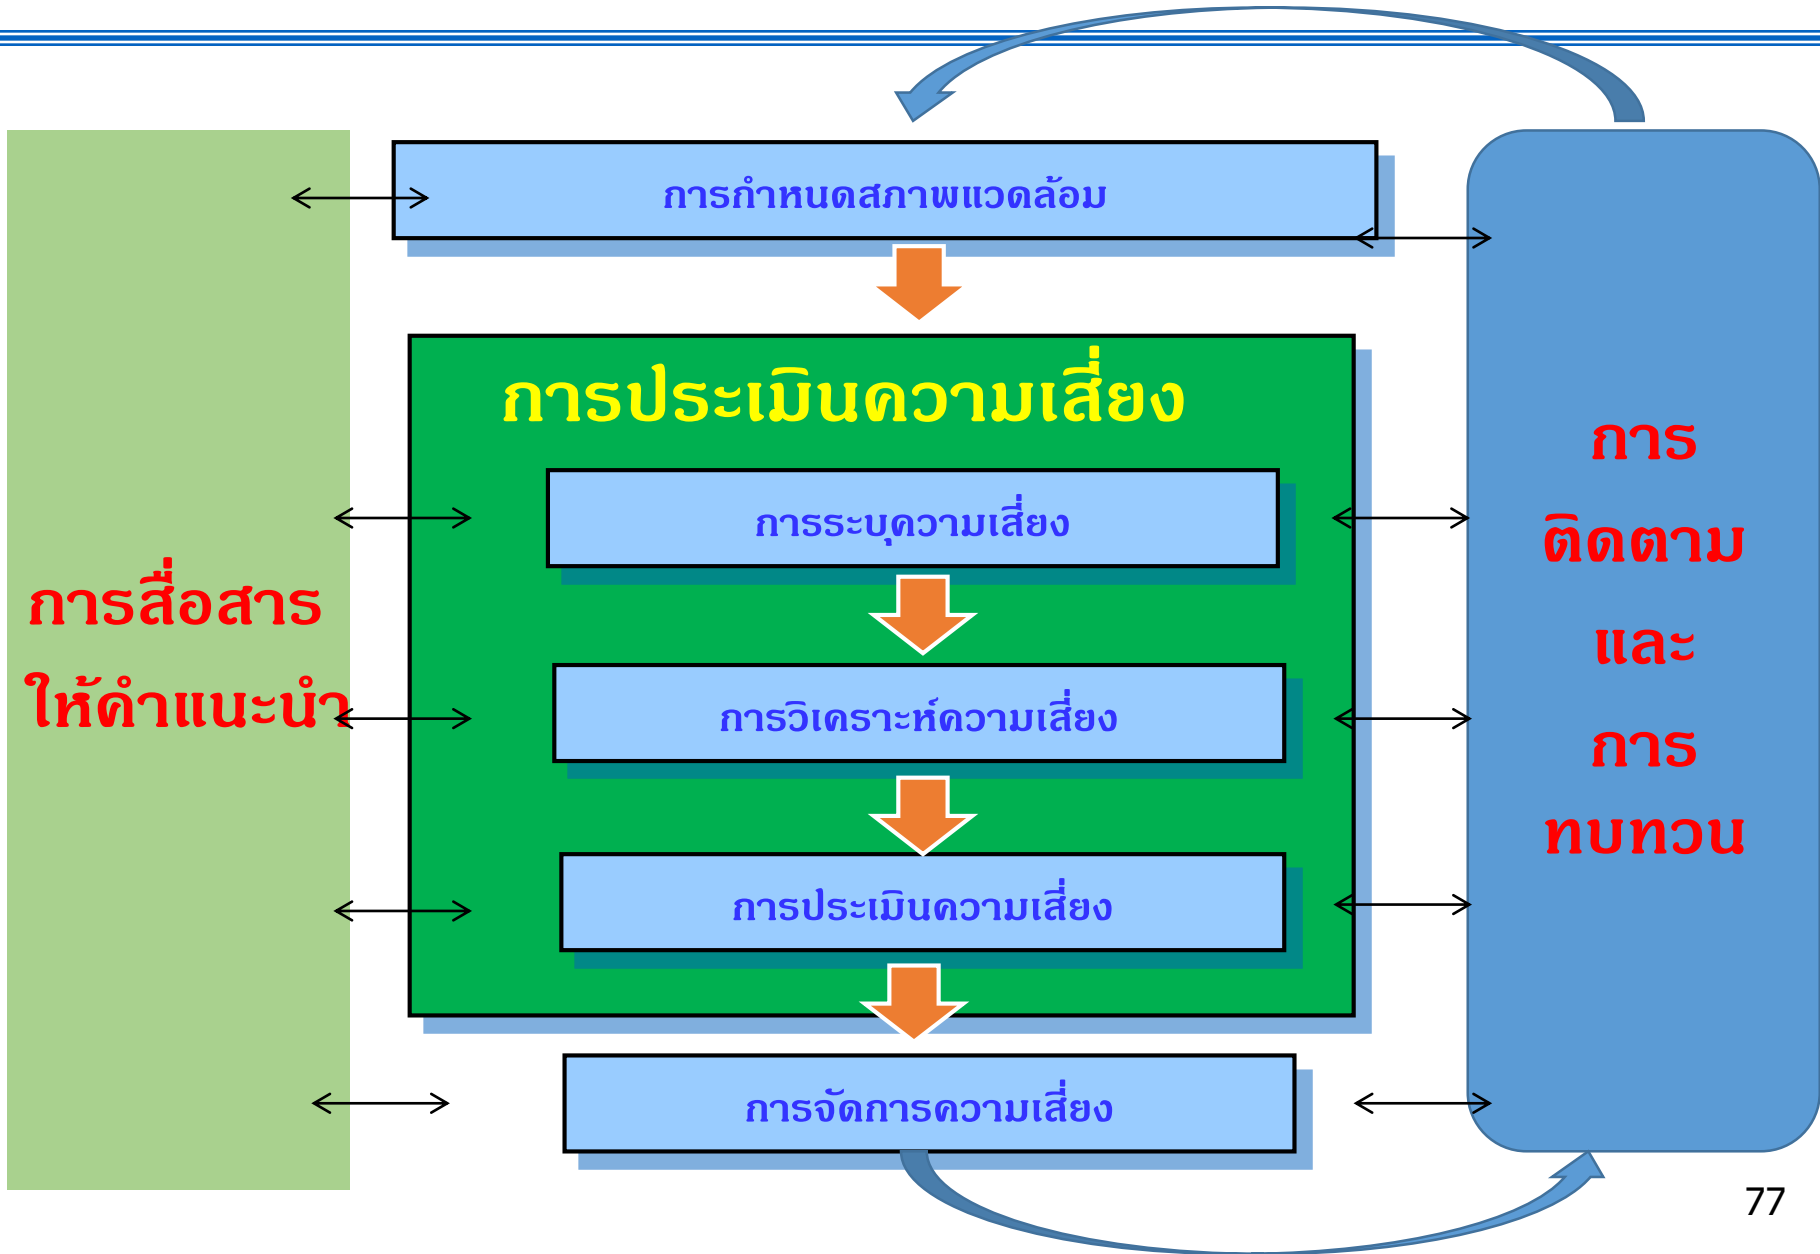 การกำหนดสภาพแวดล้อม
การประเมินความเสี่ยง
การระบุความเสี่ยง
การวิเคราะห์ความเสี่ยง
การประเมินความเสี่ยง
การจัดการความเสี่ยง
การสื่อสาร
ให้คำแนะนำ
การ
ติดตาม
และ
การ
ทบทวน
77